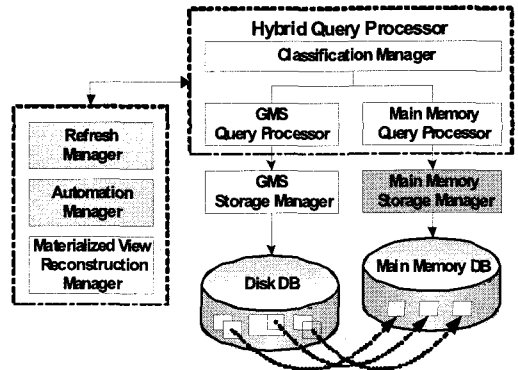 Hybrid Query Processor
Classification Manager
GMS
Query Processor
Main Memory
Query Processor
Refresh
Manager
Automation
Manager
Materialized View
Reconstruction
Manager
GMS
Storage Manager
Main Memory
Storage Manager
Disk DB
Main Memory DB